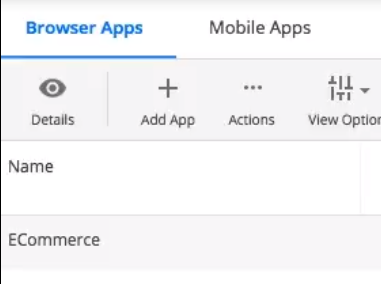 Browser Apps Mobile Apps
Details Add App Actions View Option
Name
ECommerce